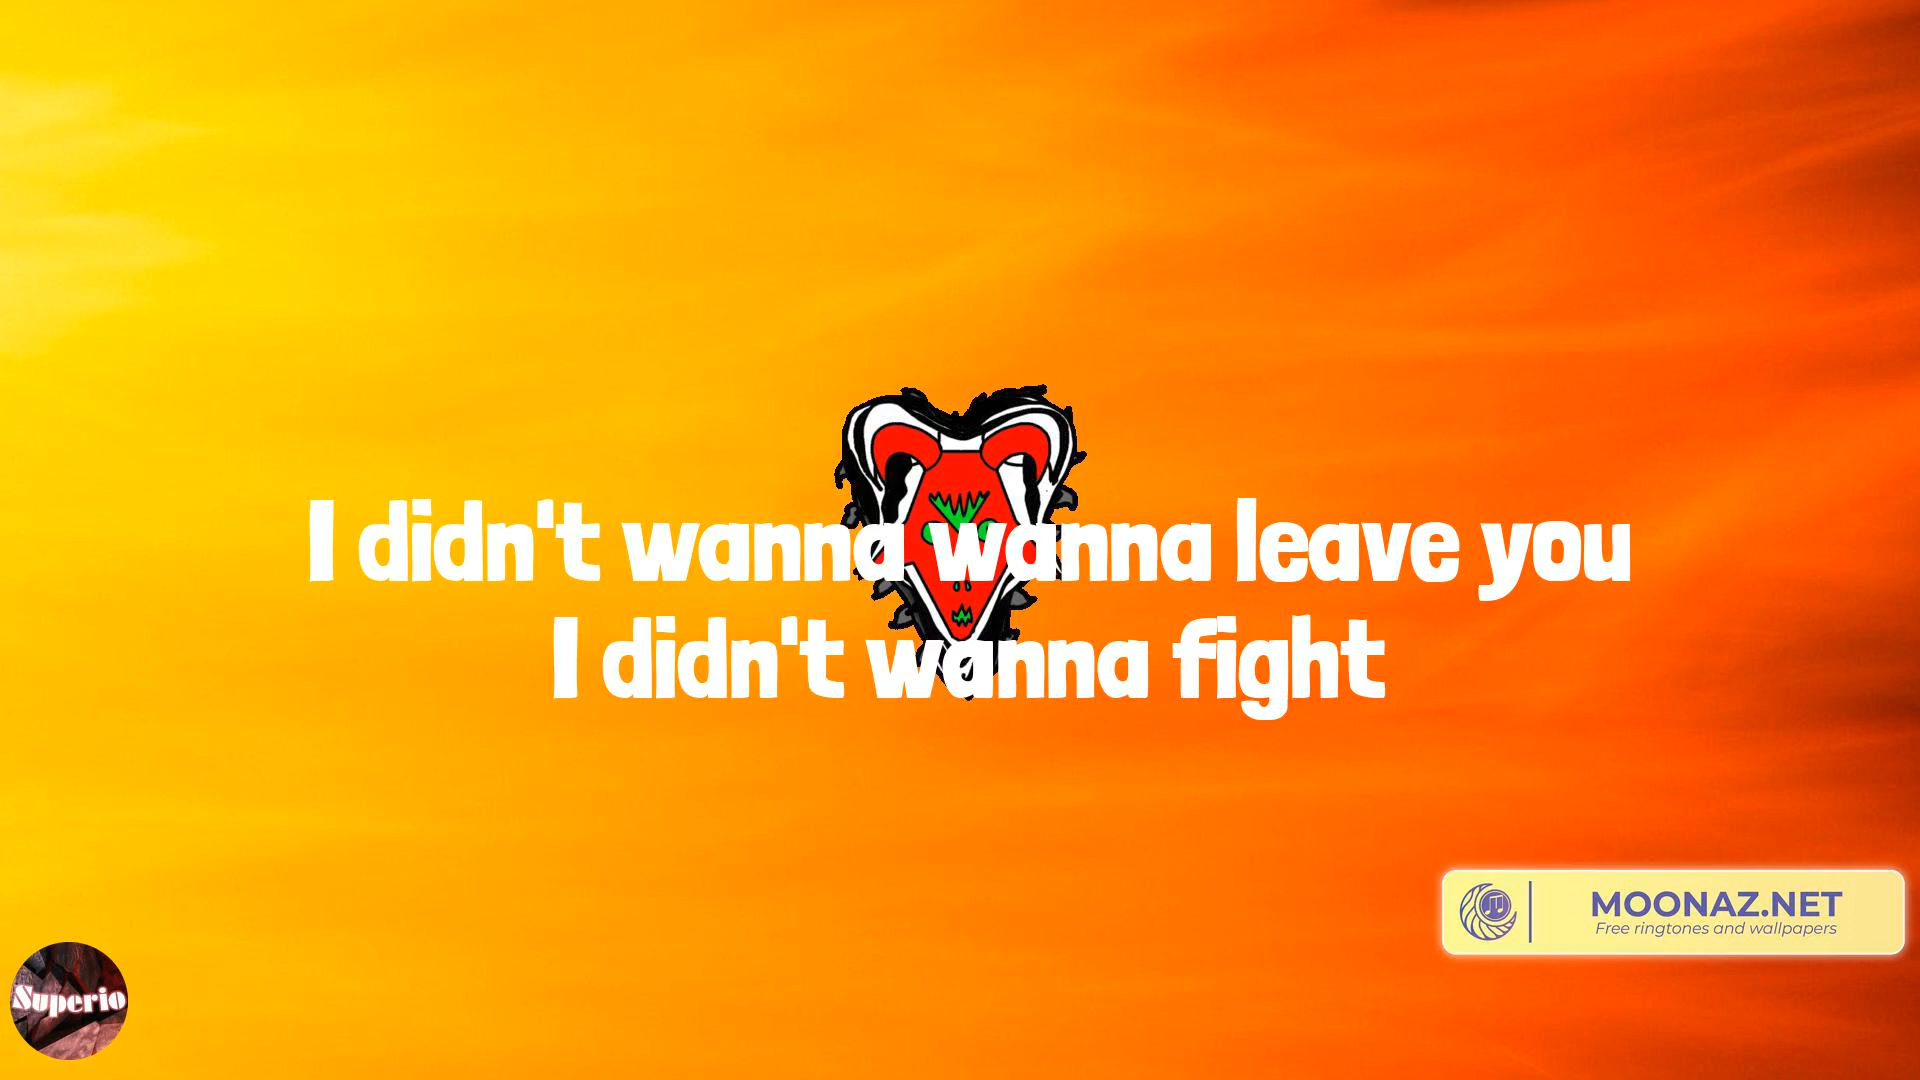 I didn't wanna wanna leave you
I didn't wanna fight
MOONAZ.NET
Free ringtones and wallpapers
Superio